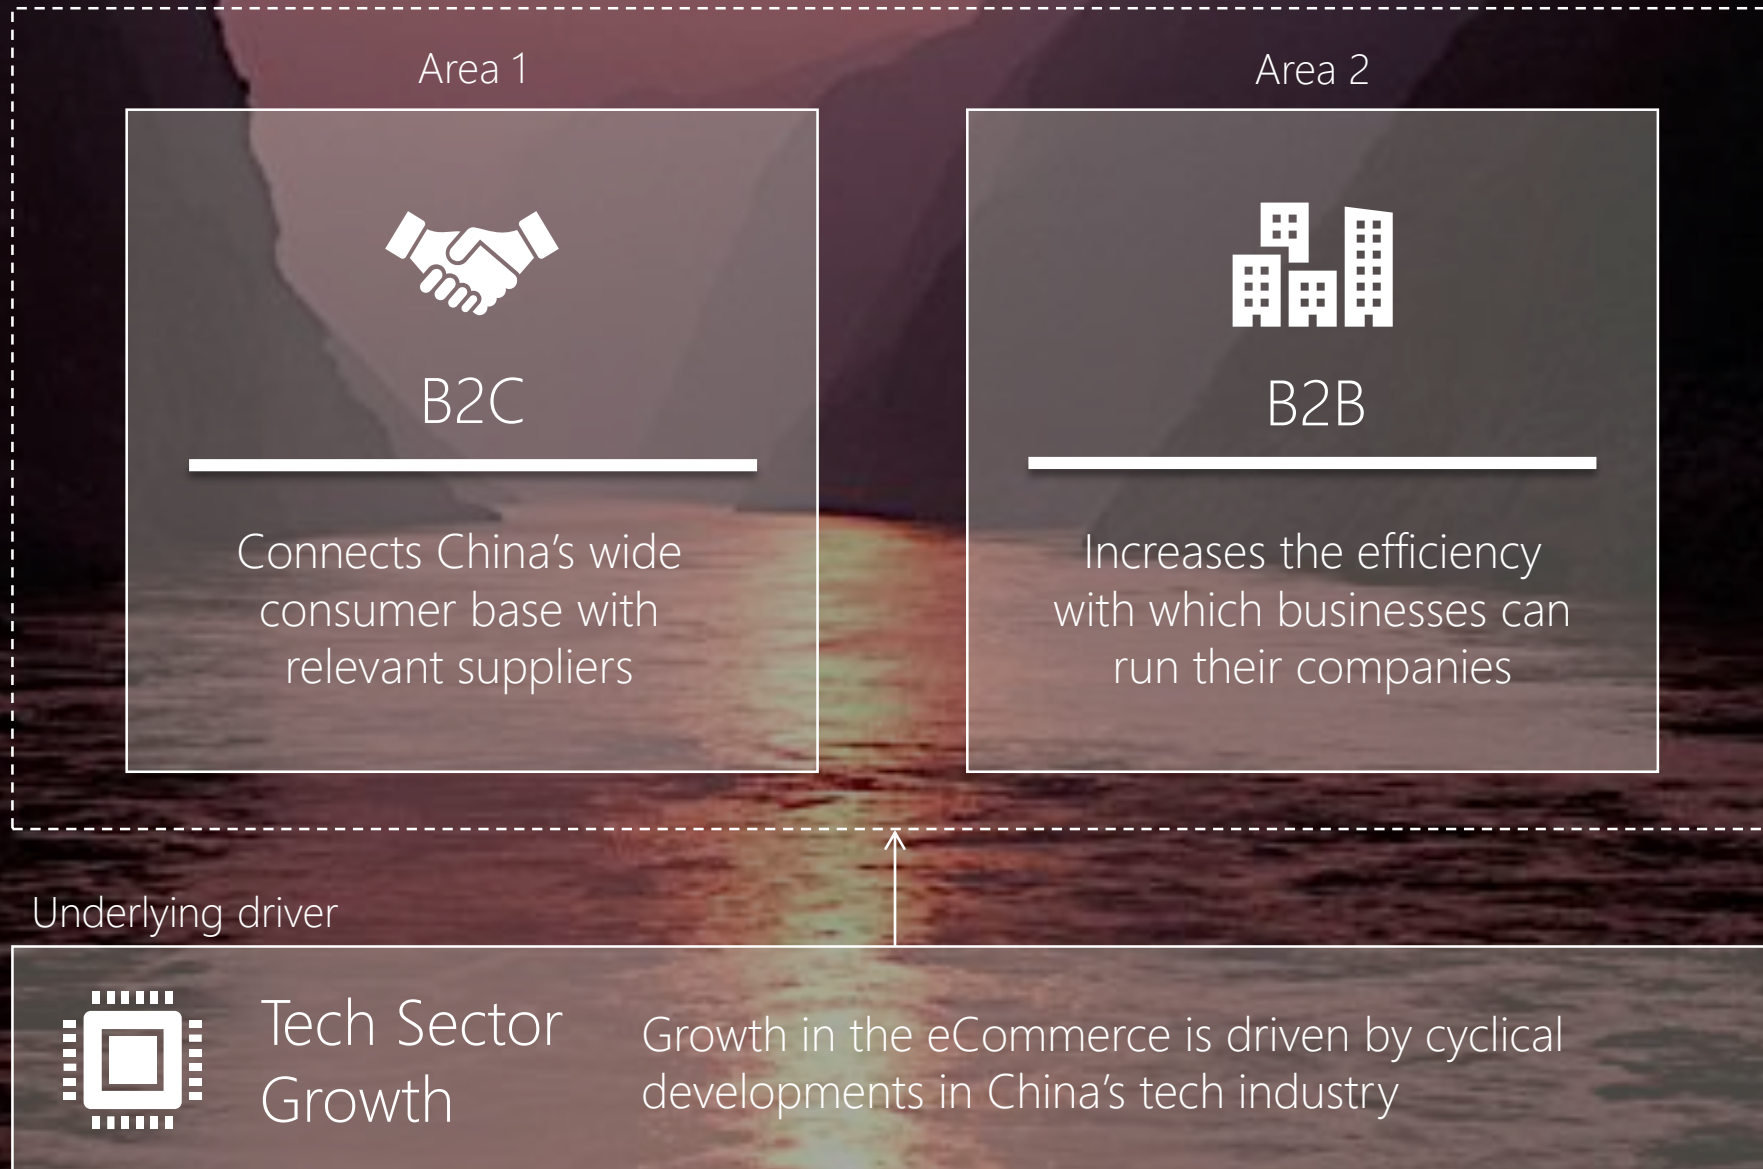 Area 1
Area 2
B2C
B2B
Connects China’s wide
consumer base with
relevant suppliers
Increases the efficiency
with which businesses can
run their companies
Underlying driver
Tech Sector
Growth
Growth in the eCommerce is driven by cyclical
developments in China’s tech industry